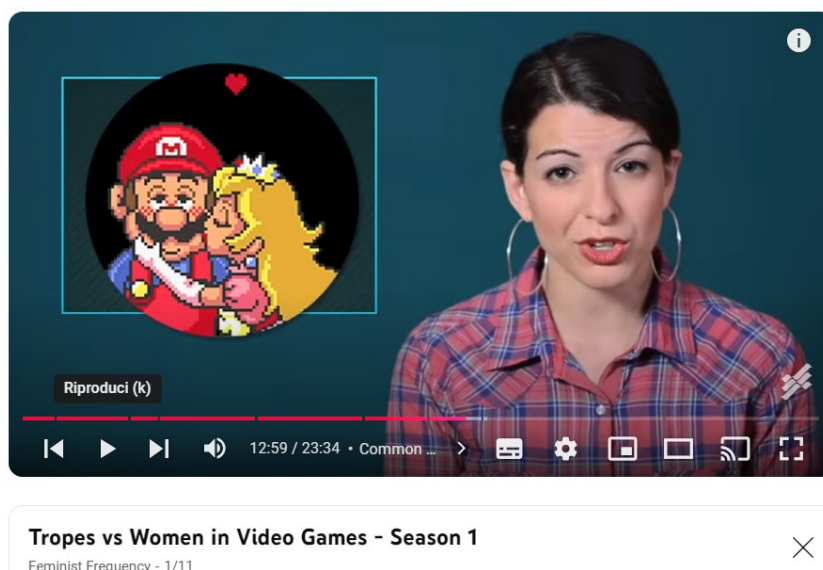 M
i
Riproduci (k)
12:59 / 23:34 • Common ...
Tropes vs Women in Video Games - Season 1
Feminist Frequency - 1/11